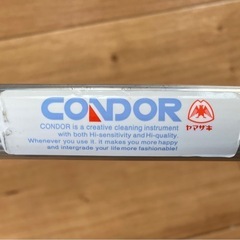 CONDOR
ヤマザキ
CONDOR is a creative cleaning instrument
with both Hi-sensitivity and Hi-quality.
Whenever you use it. It makes you more happy
and intergrade your life more fashionable!